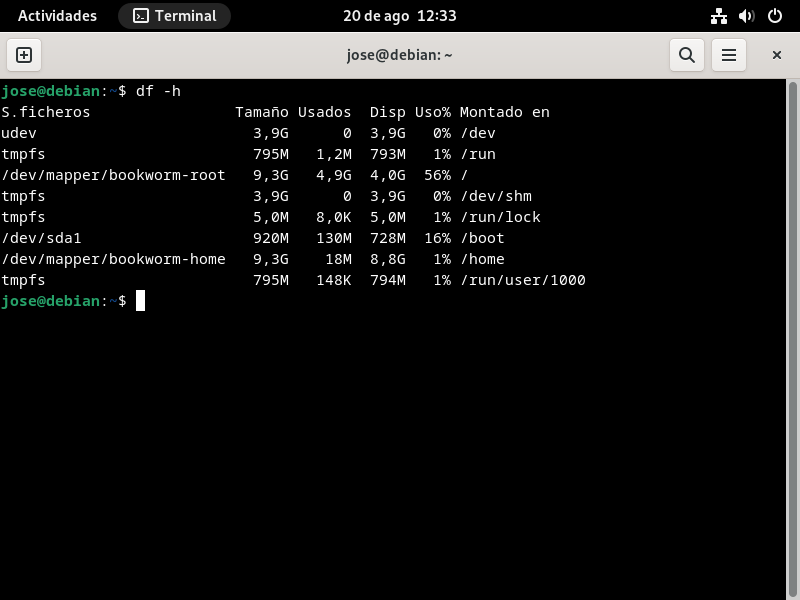 Actividades Terminal 20 de ago 12:33
jose@debian: ~
jose@debian:~$ df -h
S.ficheros Tamaño Usados Disp Uso% Montado en
udev 3,9G 0 3,9G 0% /dev
tmpfs 795M 1,2M 793M 1% /run
/dev/mapper/bookworm-root 9,3G 4,9G 4,0G 56% /
tmpfs 3,9G 0 3,9G 0% /dev/shm
tmpfs 5,0M 8,0K 5,0M 1% /run/lock
/dev/sda1 920M 130M 728M 16% /boot
/dev/mapper/bookworm-home 9,3G 18M 8,8G 1% /home
tmpfs 795M 148K 794M 1% /run/user/1000
jose@debian:~$